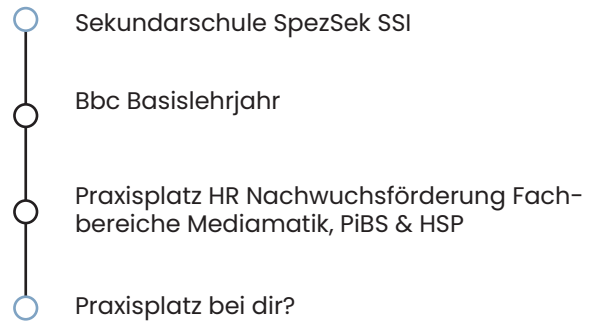 Sekundarschule SpezSek SSI
Bbc Basislehrjahr
Praxisplatz HR Nachwuchsförderung Fach-
bereiche Mediamatik, PiBS & HSP
Praxisplatz bei dir?